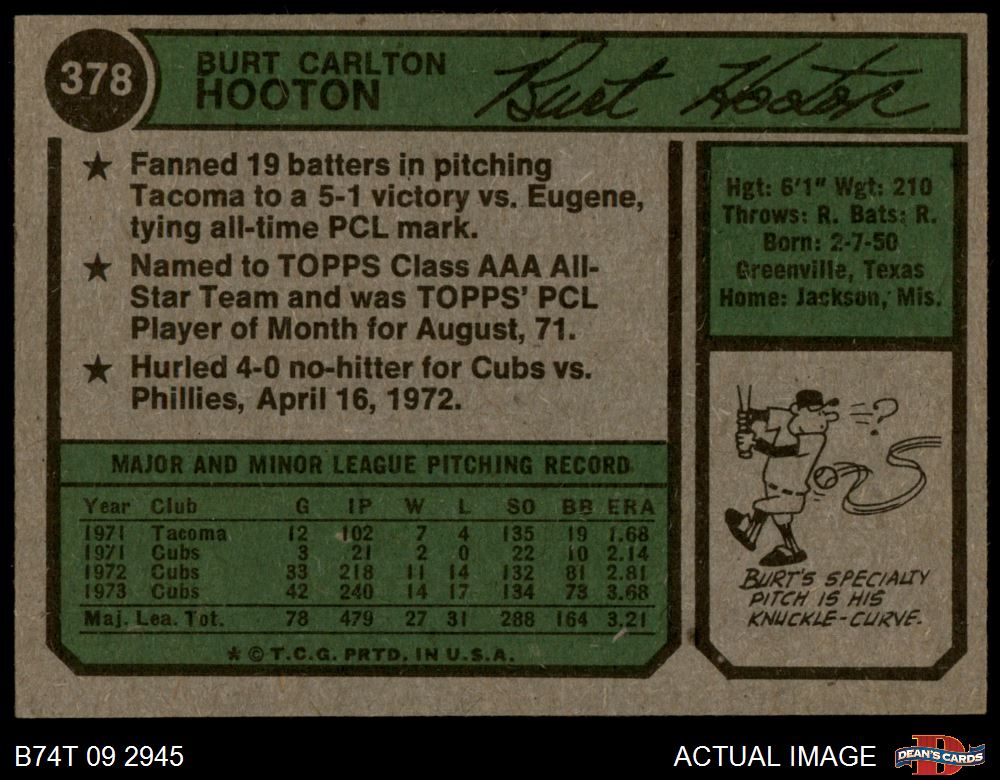 378
BURT CARLTON
HOOTON
Burt Hooton
★ Fanned 19 batters in pitching
Tacoma to a 5-1 victory vs. Eugene,
tying all-time PCL mark.
★ Named to TOPPS Class AAA All-
Star Team and was TOPPS' PCL
Player of Month for August, 71.
★ Hurled 4-0 no-hitter for Cubs vs.
Phillies, April 16, 1972.
Hgt: 6'1" Wgt: 210
Throws: R. Bats: R.
Born: 2-7-50
Greenville, Texas
Home: Jackson, Mis.
MAJOR AND MINOR LEAGUE PITCHING RECORD
Year Club G IP W L SO BB ERA
1971 Tacoma 12 102 7 4 135 19 1.68
1971 Cubs 3 21 2 0 22 10 2.14
1972 Cubs 33 218 11 14 132 81 2.81
1973 Cubs 42 240 14 17 134 73 3.68
Maj. Lea. Tot. 78 479 27 31 288 164 3.21
★ © T.C.G. PRTD. IN U.S.A.
?
BURT'S SPECIALTY
PITCH IS HIS
KNUCKLE-CURVE.
B74T 09 2945
ACTUAL IMAGE
D
DEAN'S CARDS